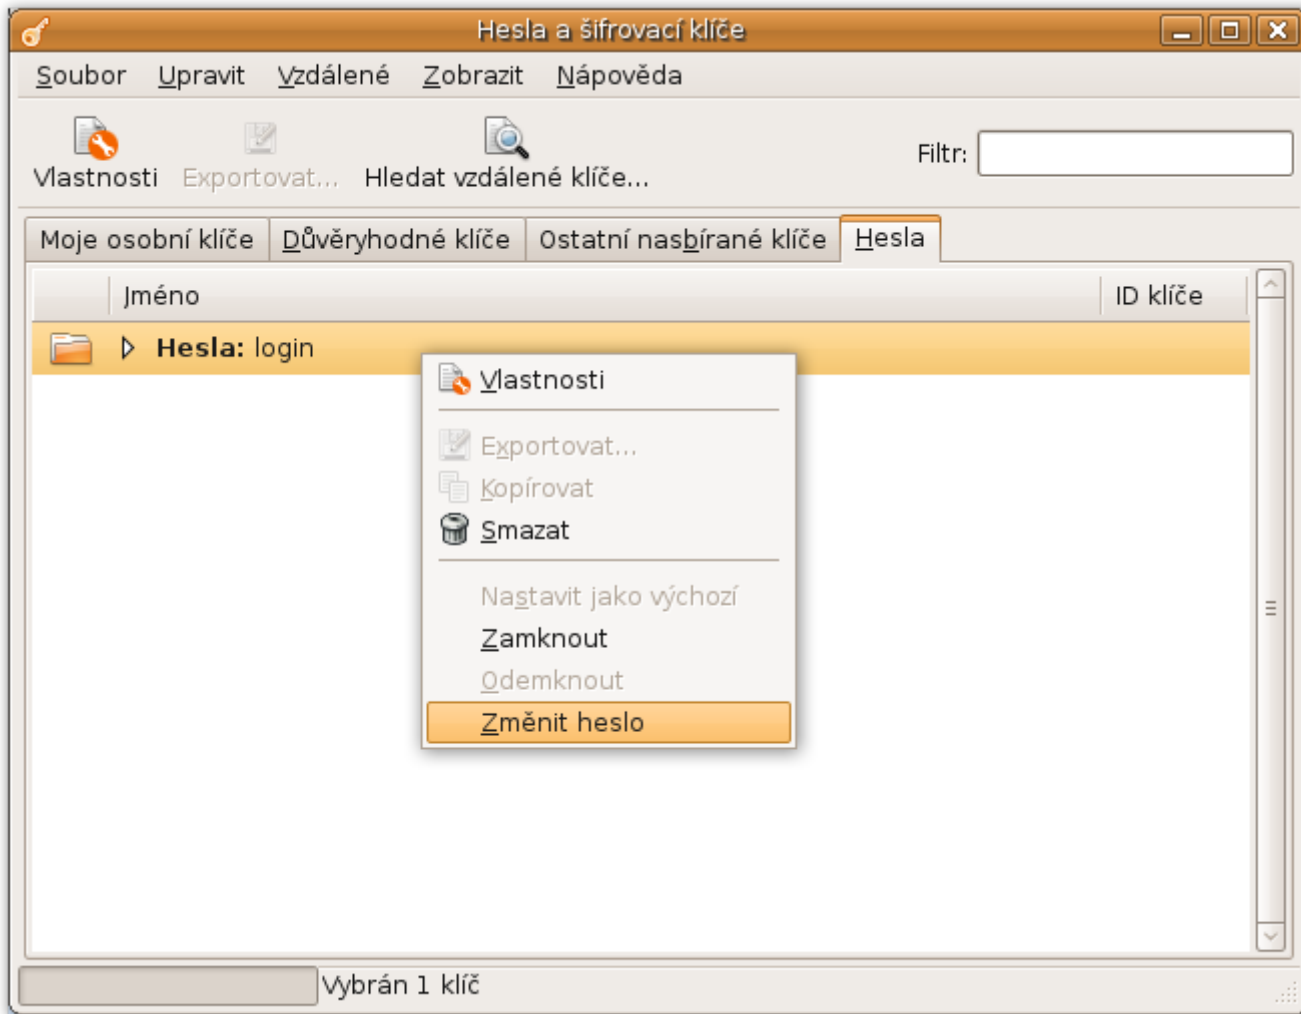 Hesla a šifrovací klíče
Soubor Upravit Vzdálené Zobrazit Nápověda
Vlastnosti Exportovat... Hledat vzdálené klíče... Filtr:
Moje osobní klíče Důvěryhodné klíče Ostatní nasbírané klíče Hesla
Jméno ID klíče
Hesla: login
Vlastnosti
Exportovat...
Kopírovat
Smazat
Nastavit jako výchozí
Zamknout
Odemknout
Změnit heslo
Vybrán 1 klíč